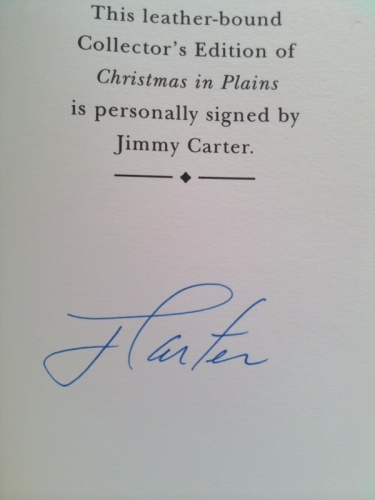 This leather-bound
Collector's Edition of
Christmas in Plains
is personally signed by
Jimmy Carter.
J Carter